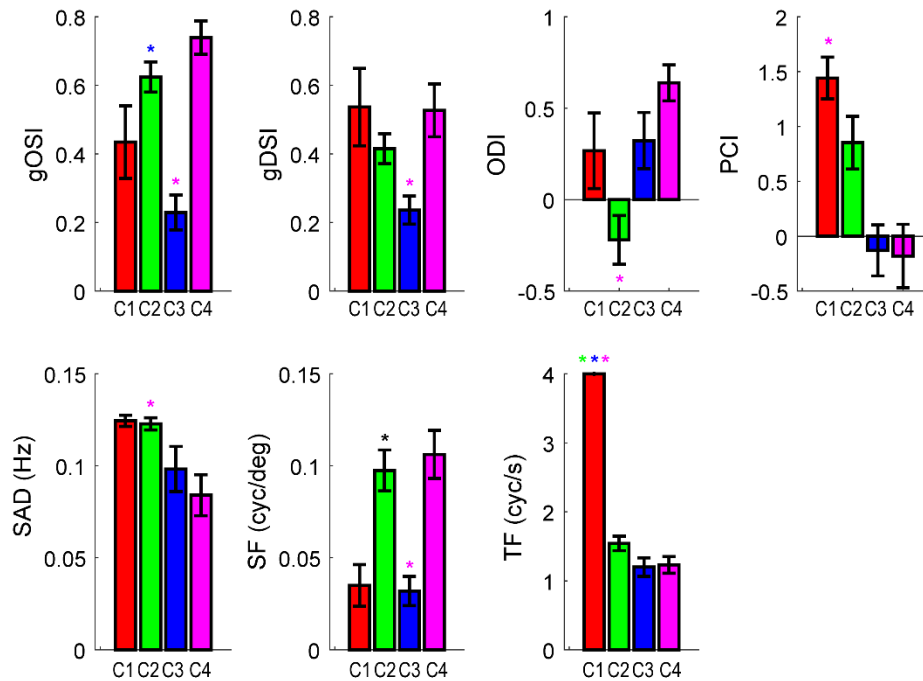 gOSI
0.8
0.6
0.4
0.2
0
*
*
C1 C2 C3 C4
gDSI
0.8
0.6
0.4
0.2
0
*
C1 C2 C3 C4
ODI
1
0.5
0
-0.5
*
C1 C2 C3 C4
PCI
2
1.5
1
0.5
0
-0.5
*
C1 C2 C3 C4
SAD (Hz)
0.15
0.1
0.05
0
*
C1 C2 C3 C4
SF (cyc/deg)
0.15
0.1
0.05
0
*
*
C1 C2 C3 C4
TF (cyc/s)
4
3
2
1
0
* * *
C1 C2 C3 C4